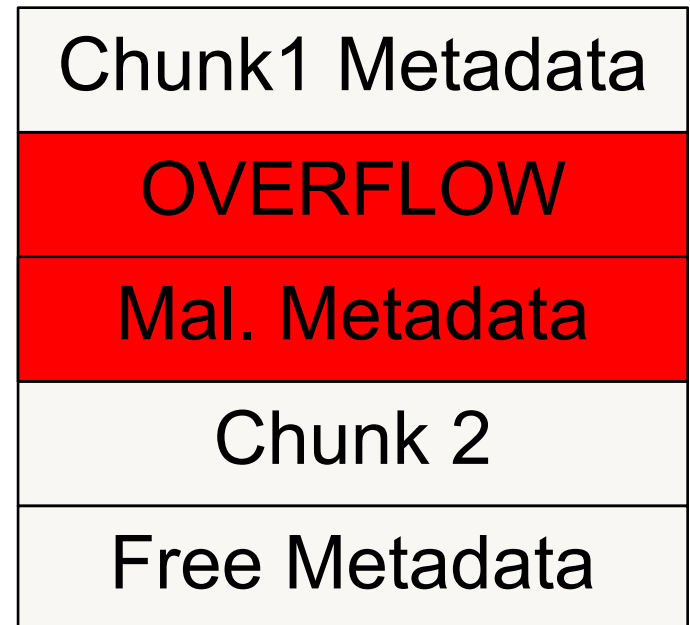 Chunk1 Metadata
OVERFLOW
Mal. Metadata
Chunk 2
Free Metadata